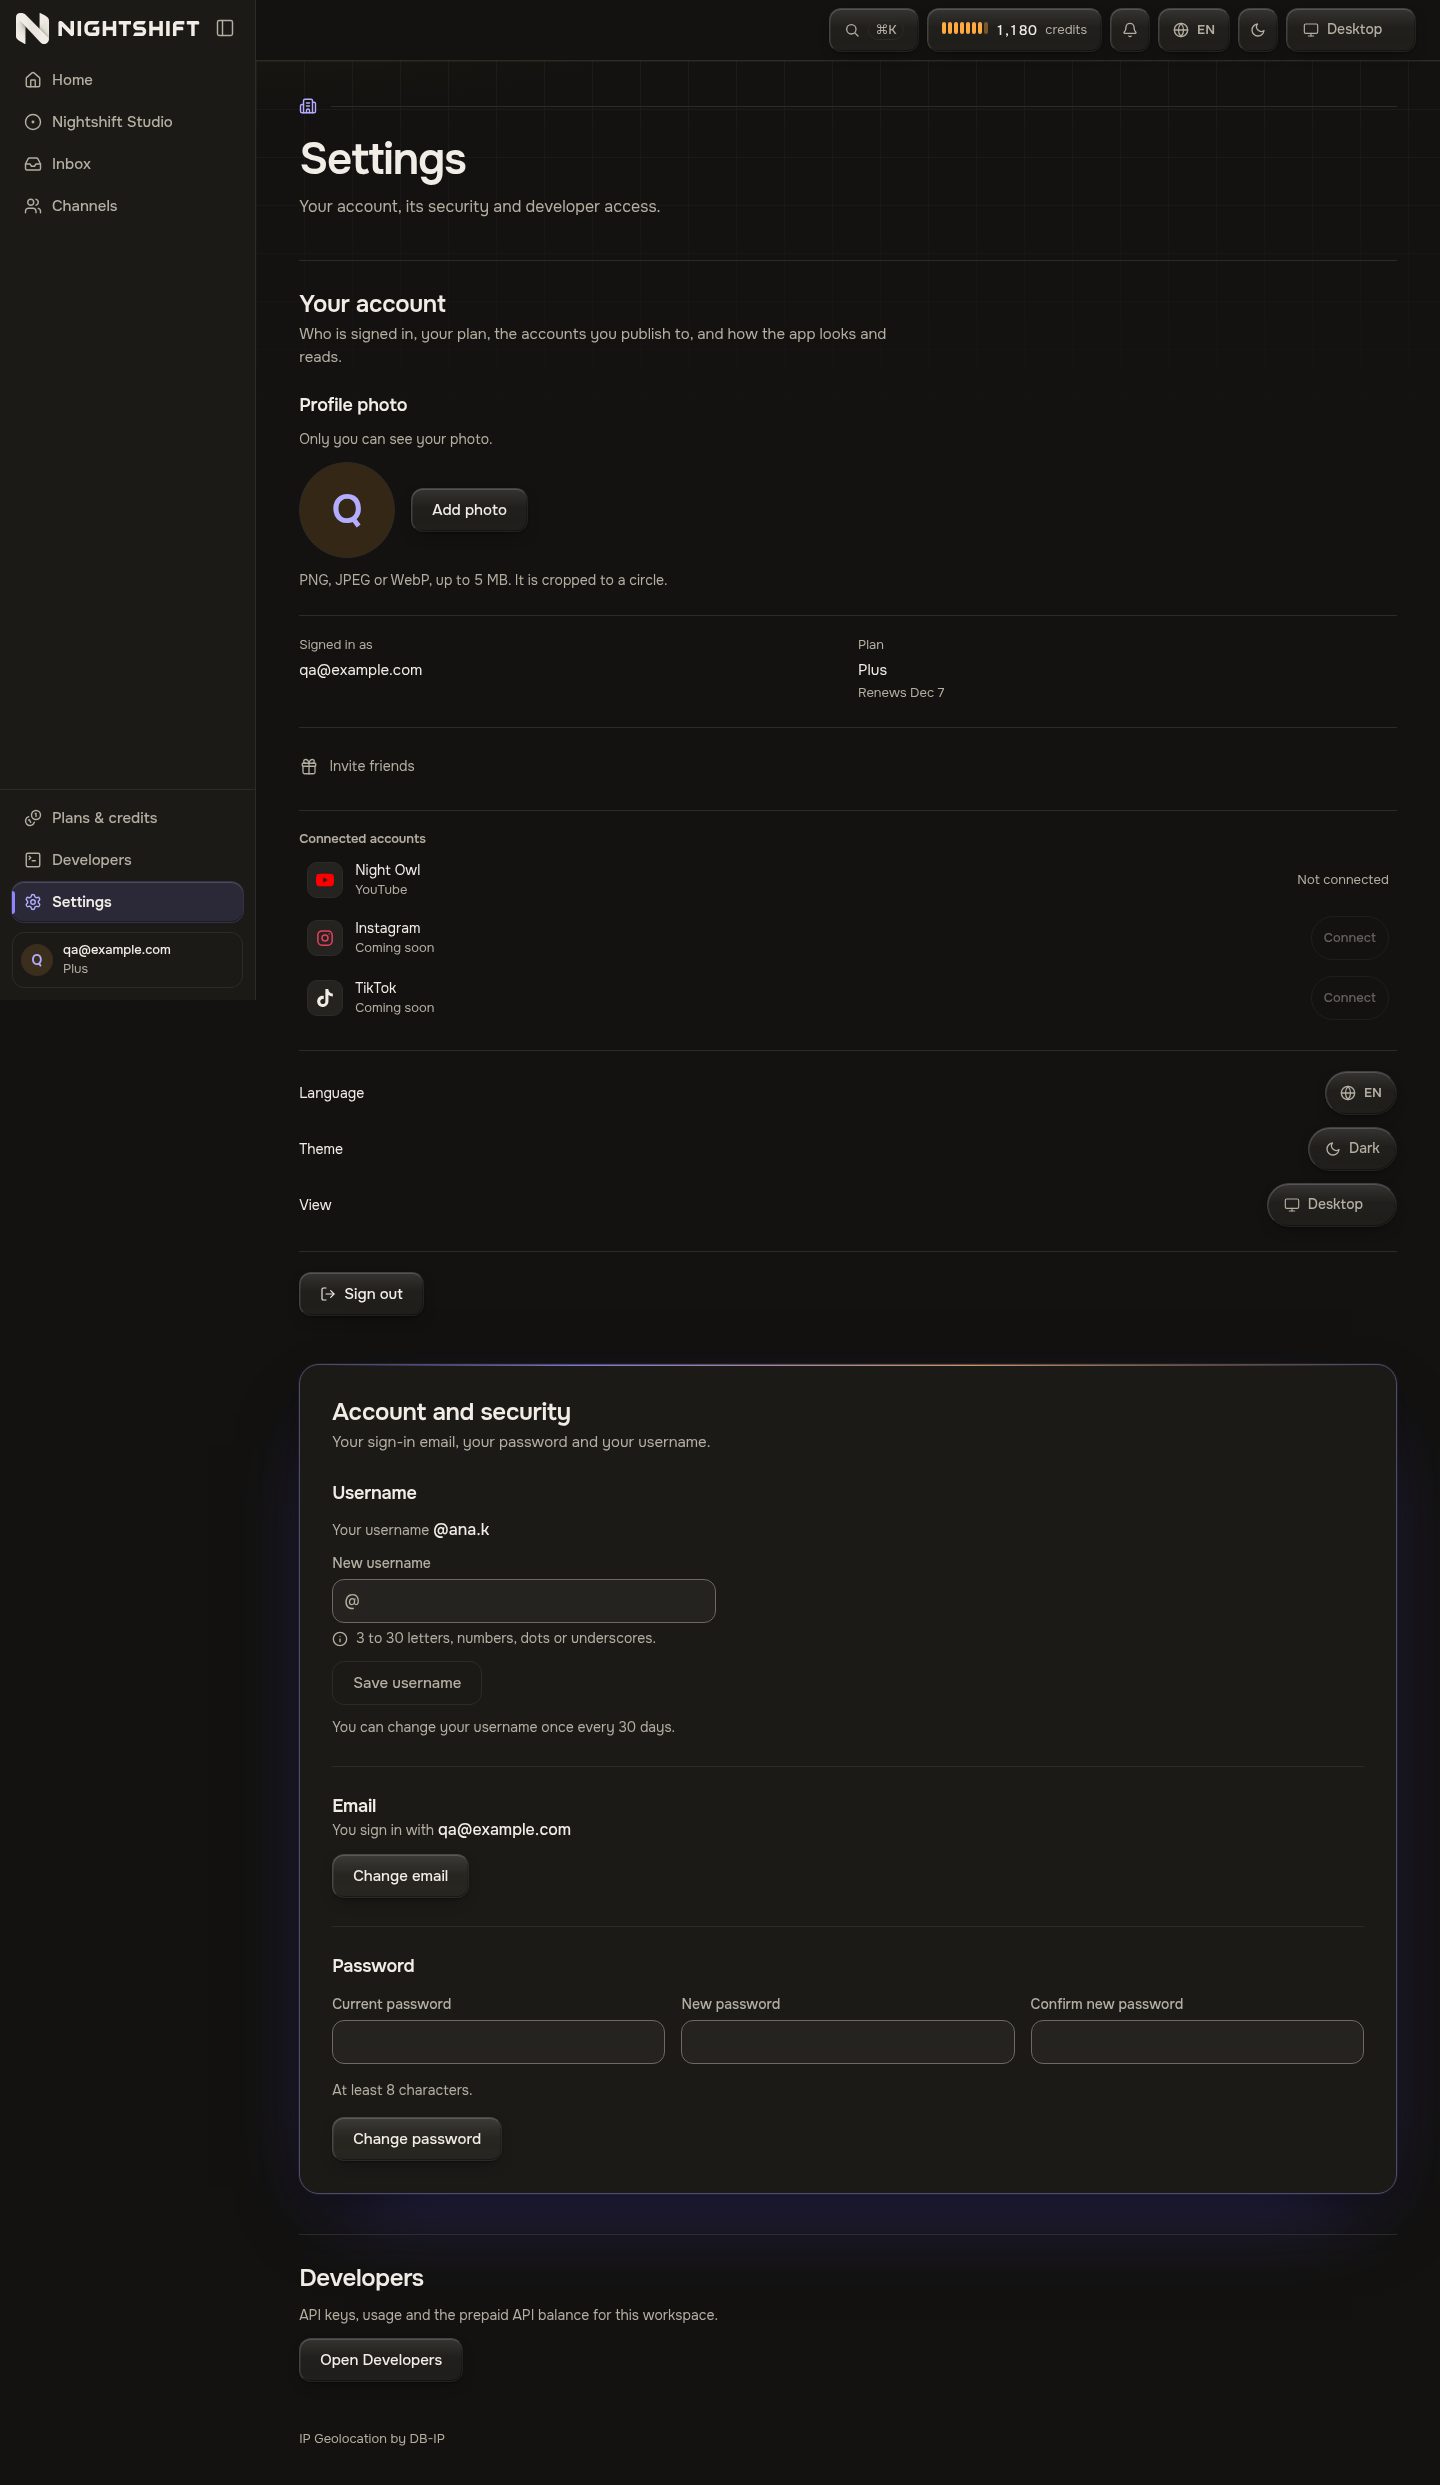 NIGHTSHIFT
⌘K
1,180 credits
EN
Desktop
Home
Nightshift Studio
Inbox
Channels
Plans & credits
Developers
Settings
Q
qa@example.com
Plus
Settings
Your account, its security and developer access.
Your account
Who is signed in, your plan, the accounts you publish to, and how the app looks and
reads.
Profile photo
Only you can see your photo.
Q
Add photo
PNG, JPEG or WebP, up to 5 MB. It is cropped to a circle.
Signed in as
qa@example.com
Plan
Plus
Renews Dec 7
Invite friends
Connected accounts
Night Owl
YouTube
Not connected
Instagram
Coming soon
Connect
TikTok
Coming soon
Connect
Language
EN
Theme
Dark
View
Desktop
Sign out
Account and security
Your sign-in email, your password and your username.
Username
Your username @ana.k
New username
@
3 to 30 letters, numbers, dots or underscores.
Save username
You can change your username once every 30 days.
Email
You sign in with qa@example.com
Change email
Password
Current password
New password
Confirm new password
At least 8 characters.
Change password
Developers
API keys, usage and the prepaid API balance for this workspace.
Open Developers
IP Geolocation by DB-IP